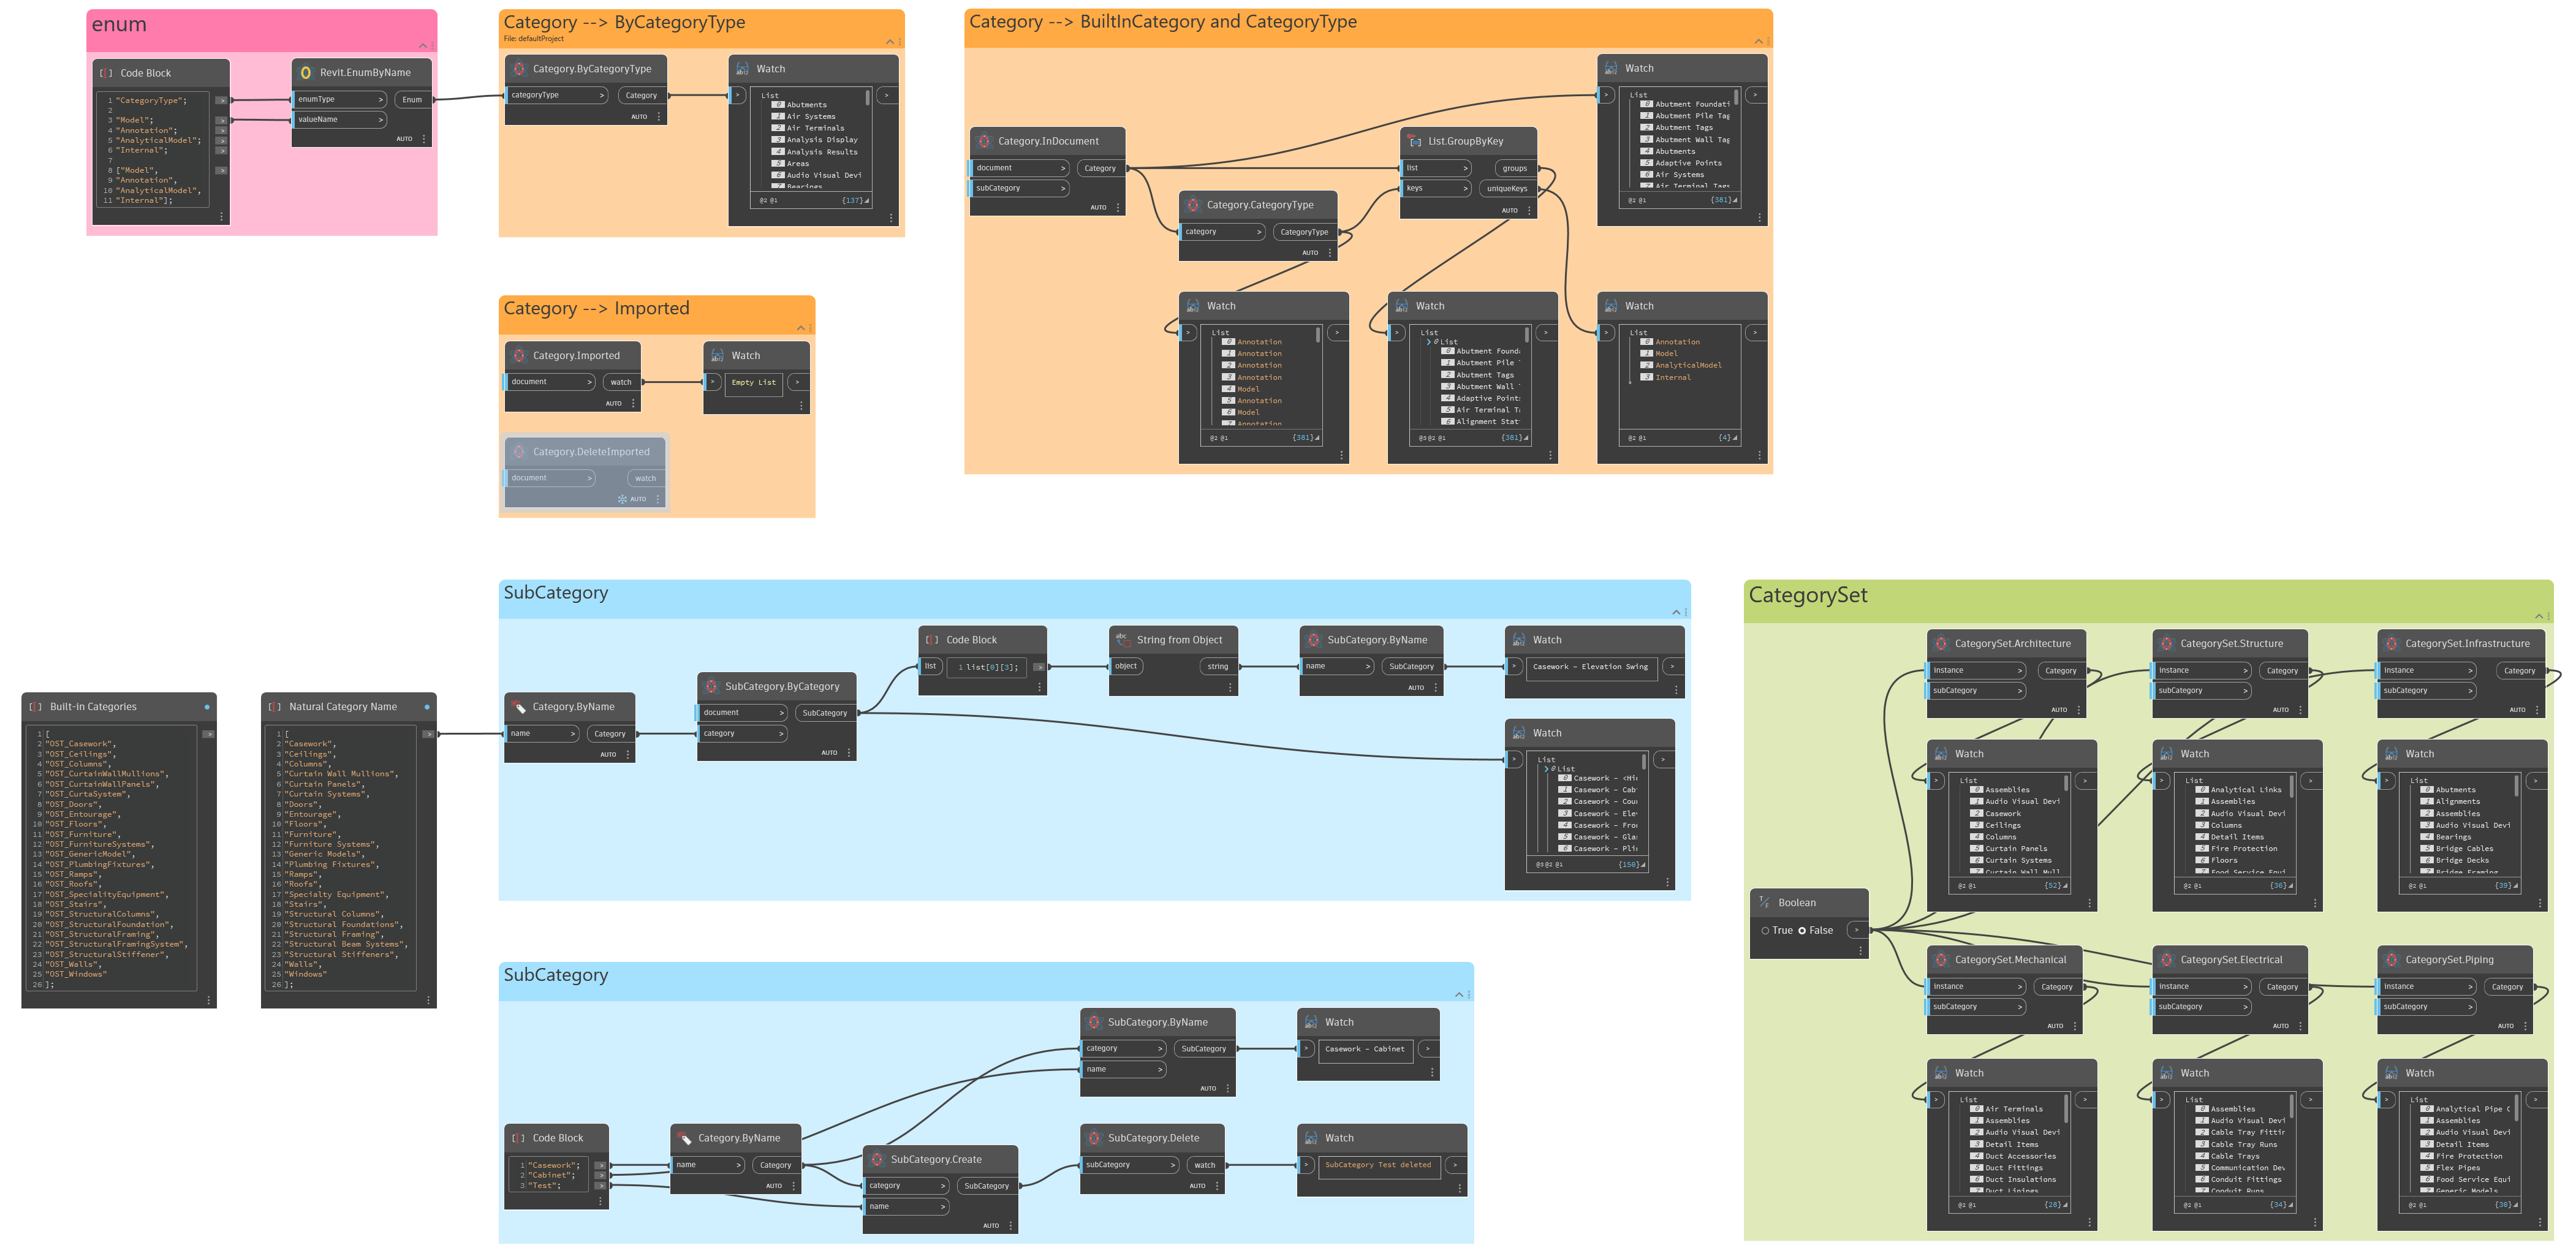 enum
Code Block
1 "CategoryType";
2
3 "Model";
4 "Annotation";
5 "AnalyticalModel";
6 "Internal";
7
8 ["Model",
9 "Annotation",
10 "AnalyticalModel",
11 "Internal"];
Revit.EnumByName
enumType > Enum
valueName >
AUTO
Category --> ByCategoryType
File: defaultProject
Category.ByCategoryType
categoryType > Category
AUTO
Watch
List
0 Abutments
1 Air Systems
2 Air Terminals
3 Analysis Display
4 Analysis Results
5 Areas
6 Audio Visual Devi
7 Bearings
@2 @1 {137}
Category --> BuiltInCategory and CategoryType
Category.InDocument
document > Category
subCategory >
AUTO
Category.CategoryType
category > CategoryType
AUTO
List.GroupByKey
list > groups
keys > uniqueKeys
AUTO
Watch
List
0 Abutment Foundati
1 Abutment Pile Tag
2 Abutment Tags
3 Abutment Wall Tag
4 Abutments
5 Adaptive Points
6 Air Systems
7 Air Terminal Tags
@2 @1 {381}
Watch
List
0 Annotation
1 Annotation
2 Annotation
3 Annotation
4 Model
5 Annotation
6 Model
7 Annotation
@2 @1 {381}
Watch
List
0 List
0 Abutment Founda
1 Abutment Pile T
2 Abutment Tags
3 Abutment Wall T
4 Adaptive Points
5 Air Terminal Ta
6 Alignment Stat
@3 @2 @1 {381}
Watch
List
0 Annotation
1 Model
2 AnalyticalModel
3 Internal
@2 @1 {4}
Category --> Imported
Category.Imported
document > watch
AUTO
Watch
> Empty List >
Category.DeleteImported
document > watch
AUTO
SubCategory
Category.ByName
name > Category
AUTO
SubCategory.ByCategory
document > SubCategory
category >
AUTO
Code Block
list 1 list[0][3]; >
String from Object
object string
SubCategory.ByName
name > SubCategory
AUTO
Watch
> Casework - Elevation Swing >
Watch
List
0 List
0 Casework - <Hid
1 Casework - Cab
2 Casework - Cou
3 Casework - Ele
4 Casework - Fro
5 Casework - Gla
6 Casework - Pli
@3 @2 @1 {150}
Built-in Categories
1 [
2 "OST_Casework",
3 "OST_Ceilings",
4 "OST_Columns",
5 "OST_CurtainWallMullions",
6 "OST_CurtainWallPanels",
7 "OST_CurtaSystem",
8 "OST_Doors",
9 "OST_Entourage",
10 "OST_Floors",
11 "OST_Furniture",
12 "OST_FurnitureSystems",
13 "OST_GenericModel",
14 "OST_PlumbingFixtures",
15 "OST_Ramps",
16 "OST_Roofs",
17 "OST_SpecialityEquipment",
18 "OST_Stairs",
19 "OST_StructuralColumns",
20 "OST_StructuralFoundation",
21 "OST_StructuralFraming",
22 "OST_StructuralFramingSystem",
23 "OST_StructuralStiffener",
24 "OST_Walls",
25 "OST_Windows"
26 ];
Natural Category Name
1 [
2 "Casework",
3 "Ceilings",
4 "Columns",
5 "Curtain Wall Mullions",
6 "Curtain Panels",
7 "Curtain Systems",
8 "Doors",
9 "Entourage",
10 "Floors",
11 "Furniture",
12 "Furniture Systems",
13 "Generic Models",
14 "Plumbing Fixtures",
15 "Ramps",
16 "Roofs",
17 "Specialty Equipment",
18 "Stairs",
19 "Structural Columns",
20 "Structural Foundations",
21 "Structural Framing",
22 "Structural Beam Systems",
23 "Structural Stiffeners",
24 "Walls",
25 "Windows"
26 ];
SubCategory
Code Block
1 "Casework";
2 "Cabinet";
3 "Test";
Category.ByName
name > Category
AUTO
SubCategory.Create
category > SubCategory
name >
AUTO
SubCategory.ByName
category > SubCategory
name >
AUTO
Watch
> Casework - Cabinet >
SubCategory.Delete
subCategory > watch
AUTO
Watch
> SubCategory Test deleted >
CategorySet
Boolean
True False
CategorySet.Architecture
instance > Category
subCategory >
AUTO
Watch
List
0 Assemblies
1 Audio Visual Devi
2 Casework
3 Ceilings
4 Columns
5 Curtain Panels
6 Curtain Systems
7 Curtain Wall Mull
@2 @1 {52}
CategorySet.Structure
instance > Category
subCategory >
AUTO
Watch
List
0 Analytical Links
1 Assemblies
2 Audio Visual Devi
3 Columns
4 Detail Items
5 Fire Protection
6 Floors
7 Food Service Equi
@2 @1 {36}
CategorySet.Infrastructure
instance > Category
subCategory >
AUTO
Watch
List
0 Abutments
1 Alignments
2 Assemblies
3 Audio Visual Devi
4 Bearings
5 Bridge Cables
6 Bridge Decks
7 Bridge Framing
@2 @1 {39}
CategorySet.Mechanical
instance > Category
subCategory >
AUTO
Watch
List
0 Air Terminals
1 Assemblies
2 Audio Visual Devi
3 Detail Items
4 Duct Accessories
5 Duct Fittings
6 Duct Insulations
7 Duct Linings
@2 @1 {28}
CategorySet.Electrical
instance > Category
subCategory >
AUTO
Watch
List
0 Assemblies
1 Audio Visual Devi
2 Cable Tray Fittin
3 Cable Tray Runs
4 Cable Trays
5 Communication Dev
6 Conduit Fittings
7 Conduit Runs
@2 @1 {34}
CategorySet.Piping
instance > Category
subCategory >
AUTO
Watch
List
0 Analytical Pipe C
1 Assemblies
2 Audio Visual Devi
3 Detail Items
4 Fire Protection
5 Flex Pipes
6 Food Service Equi
7 Generic Models
@2 @1 {30}